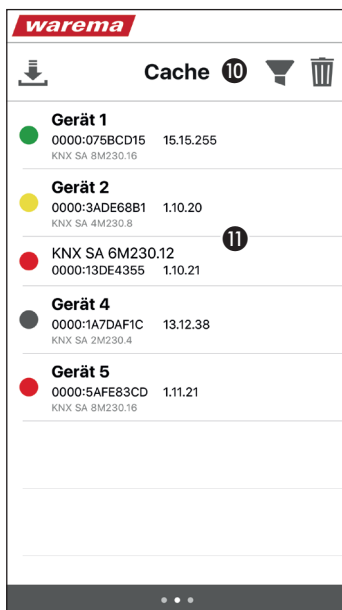 warema
Cache 10
Gerät 1
0000:075BCD15 15.15.255
KNX SA 8M230.16
Gerät 2
0000:3ADE68B1 1.10.20
KNX SA 4M230.8
11
KNX SA 6M230.12
0000:13DE4355 1.10.21
Gerät 4
0000:1A7DAF1C 13.12.38
KNX SA 2M230.4
Gerät 5
0000:5AFE83CD 1.11.21
KNX SA 8M230.16